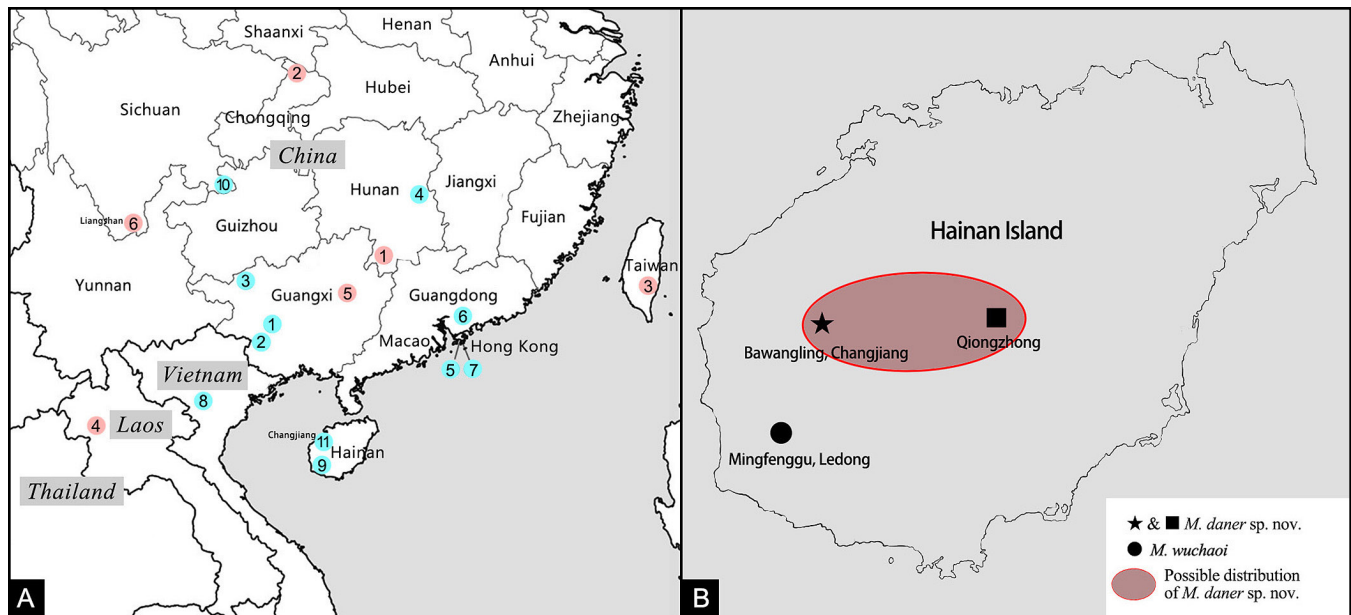 Shaanxi
Henan
Anhui
2
Hubei
Sichuan
Chongqing
Zhejiang
China
10
Hunan
4
Jiangxi
Liangshan
6
Guizhou
Fujian
1
Taiwan
3
Yunnan
3
Guangxi
5
Guangdong
1
6
2
Macao
Hong Kong
5
7
Vietnam
8
4
Laos
Changjiang
11
Hainan
9
Thailand
A
Hainan Island
Bawangling, Changjiang
Qiongzhong
Mingfenggu, Ledong
★ & ■ M. daner sp. nov.
● M. wuchaoi
Possible distribution
of M. daner sp. nov.
B